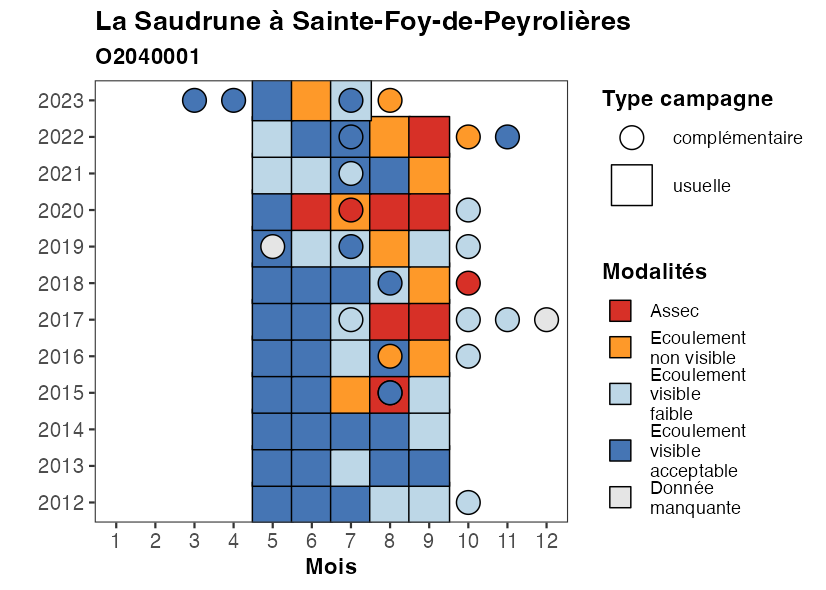 La Saudrune à Sainte-Foy-de-Peyrolières
O2040001
2023
2022
2021
2020
2019
2018
2017
2016
2015
2014
2013
2012
1 2 3 4 5 6 7 8 9 10 11 12
Mois
Type campagne
complémentaire
usuelle
Modalités
Assec
Ecoulement
non visible
Ecoulement
visible
faible
Ecoulement
visible
acceptable
Donnée
manquante